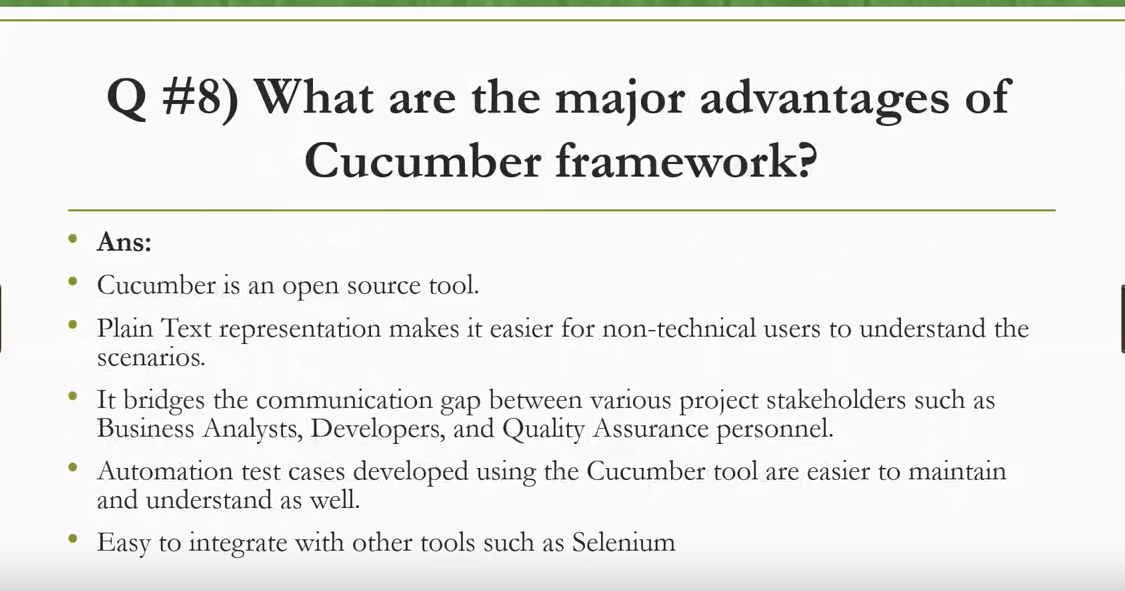 Q #8) What are the major advantages of
Cucumber framework?
• Ans:
• Cucumber is an open source tool.
• Plain Text representation makes it easier for non-technical users to understand the
scenarios.
• It bridges the communication gap between various project stakeholders such as
Business Analysts, Developers, and Quality Assurance personnel.
• Automation test cases developed using the Cucumber tool are easier to maintain
and understand as well.
• Easy to integrate with other tools such as Selenium